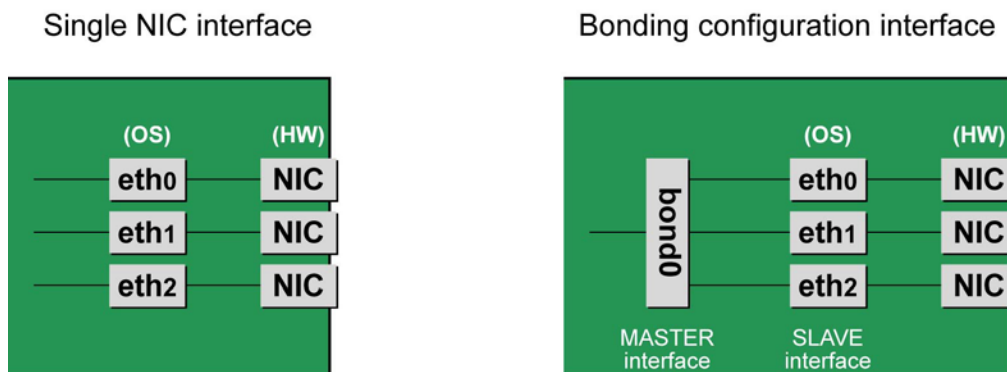 Single NIC interface
(OS) (HW)
eth0 NIC
eth1 NIC
eth2 NIC
Bonding configuration interface
(OS) (HW)
bond0
eth0 NIC
eth1 NIC
eth2 NIC
MASTER interface
SLAVE interface